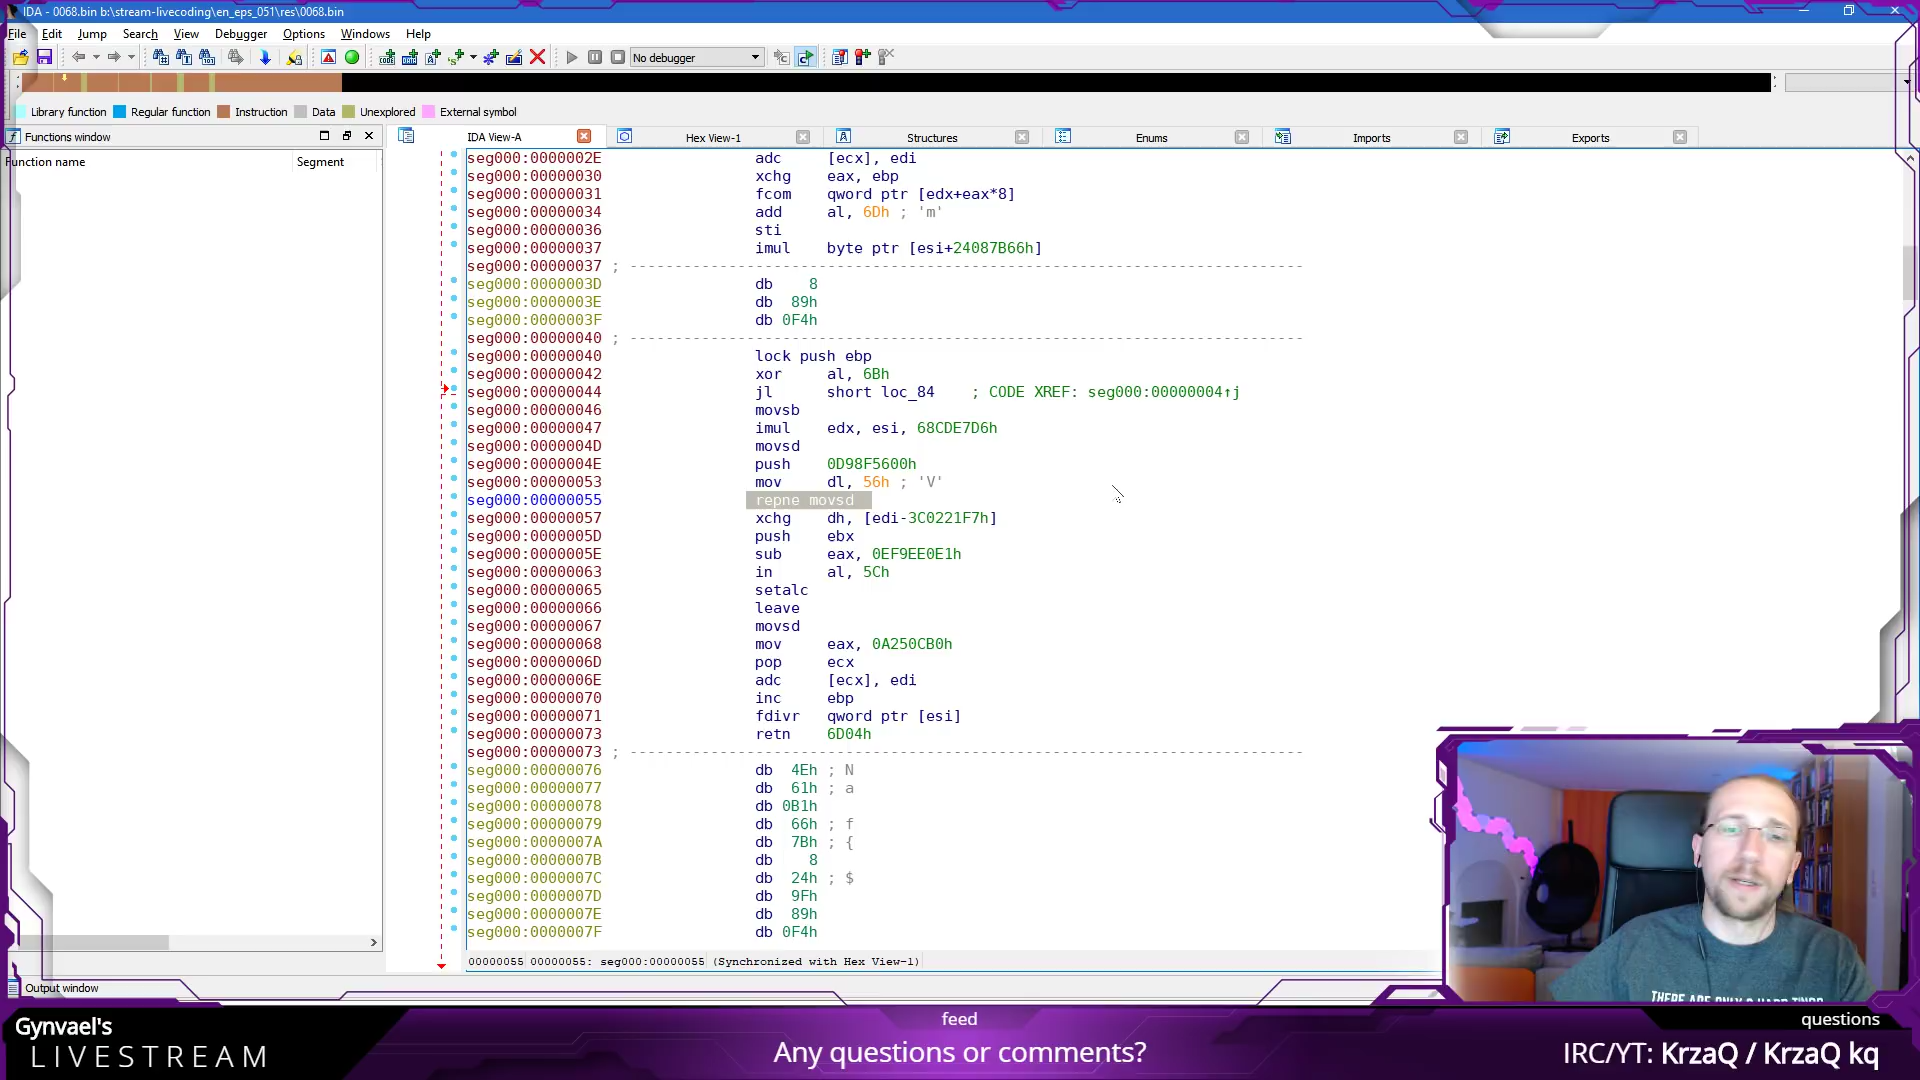 IDA - 0068.bin b:\stream-livecoding\en_eps_051\res\0068.bin
File Edit Jump Search View Debugger Options Windows Help
No debugger
Library function Regular function Instruction Data Unexplored External symbol
Functions window
IDA View-A Hex View-1 Structures Enums Imports Exports
Function name Segment
seg000:0000002E adc [ecx], edi
seg000:00000030 xchg eax, ebp
seg000:00000031 fcom qword ptr [edx+eax*8]
seg000:00000034 add al, 6Dh ; 'm'
seg000:00000036 sti
seg000:00000037 imul byte ptr [esi+24087B66h]
seg000:00000037 ; ---------------------------------------------------------------------------
seg000:0000003D db 8
seg000:0000003E db 89h
seg000:0000003F db 0F4h
seg000:00000040 ; ---------------------------------------------------------------------------
seg000:00000040 lock push ebp
seg000:00000042 xor al, 6Bh
seg000:00000044 jl short loc_84 ; CODE XREF: seg000:00000004↑j
seg000:00000046 movsb
seg000:00000047 imul edx, esi, 68CDE7D6h
seg000:0000004D movsd
seg000:0000004E push 0D98F5600h
seg000:00000053 mov dl, 56h ; 'V'
seg000:00000055 repne movsd
seg000:00000057 xchg dh, [edi-3C0221F7h]
seg000:0000005D push ebx
seg000:0000005E sub eax, 0EF9EE0E1h
seg000:00000063 in al, 5Ch
seg000:00000065 setalc
seg000:00000066 leave
seg000:00000067 movsd
seg000:00000068 mov eax, 0A250CB0h
seg000:0000006D pop ecx
seg000:0000006E adc [ecx], edi
seg000:00000070 inc ebp
seg000:00000071 fdivr qword ptr [esi]
seg000:00000073 retn 6D04h
seg000:00000073 ; ---------------------------------------------------------------------------
seg000:00000076 db 4Eh ; N
seg000:00000077 db 61h ; a
seg000:00000078 db 0B1h
seg000:00000079 db 66h ; f
seg000:0000007A db 7Bh ; {
seg000:0000007B db 8
seg000:0000007C db 24h ; $
seg000:0000007D db 9Fh
seg000:0000007E db 89h
seg000:0000007F db 0F4h
00000055 00000055: seg000:00000055 (Synchronized with Hex View-1)
Output window
THERE ARE ONLY
Gynvael's
LIVESTREAM
feed
Any questions or comments?
questions
IRC/YT: KrzaQ / KrzaQ kq